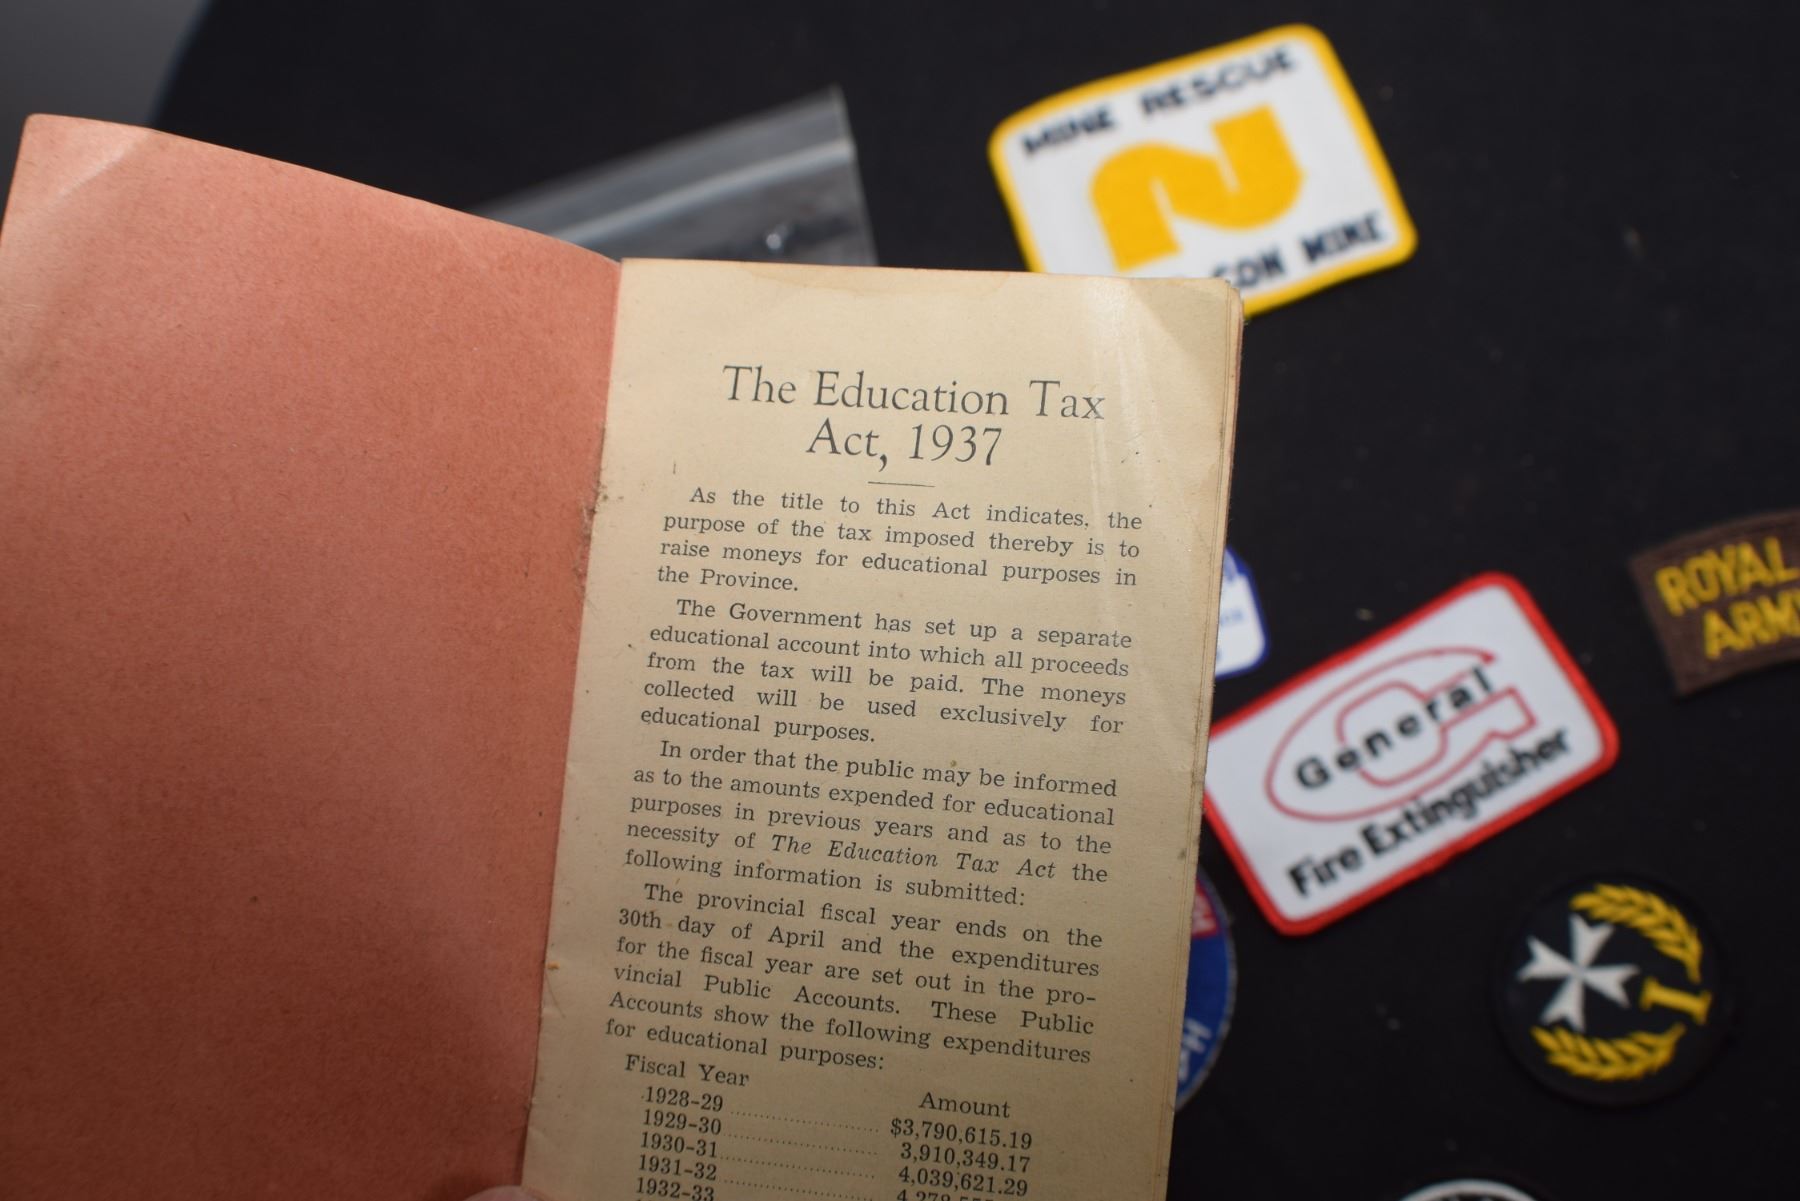 MINE RESCUE
CON MINE
The Education Tax
Act, 1937
As the title to this Act indicates, the
purpose of the tax imposed thereby is to
raise moneys for educational purposes in
the Province.
The Government has set up a separate
educational account into which all proceeds
from the tax will be paid. The moneys
collected will be used exclusively for
educational purposes.
In order that the public may be informed
as to the amounts expended for educational
purposes in previous years and as to the
necessity of The Education Tax Act the
following information is submitted:
The provincial fiscal year ends on the
30th day of April and the expenditures
for the fiscal year are set out in the pro-
vincial Public Accounts. These Public
Accounts show the following expenditures
for educational purposes:
Fiscal Year Amount
1928-29 $3,790,615.19
1929-30 3,910,349.17
1930-31 4,039,621.29
1931-32
1932-33
ROYAL
ARMY
General
Fire Extinguisher
I